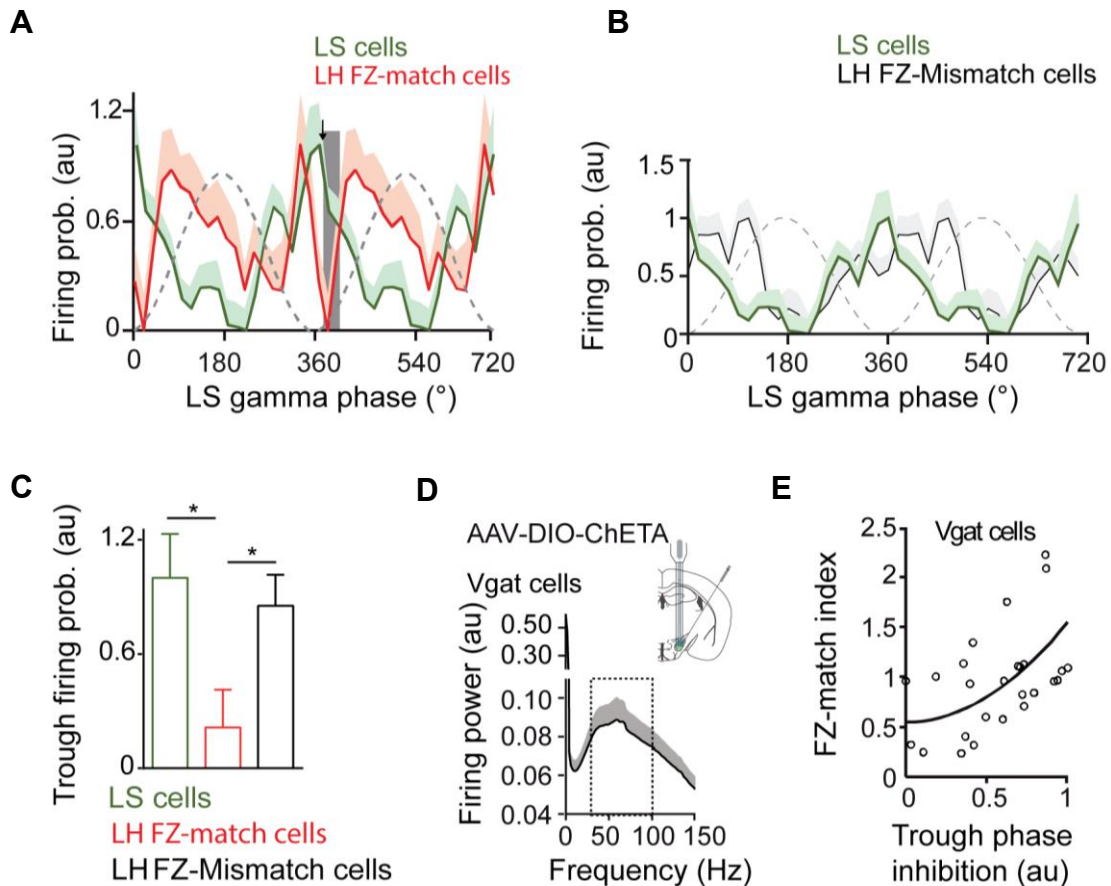 A
LS cells
LH FZ-match cells
Firing prob. (au)
1.2
0.6
0
0 180 360 540 720
LS gamma phase (°)
B
LS cells
LH FZ-Mismatch cells
Firing prob. (au)
1.5
1
0.5
0
0 180 360 540 720
LS gamma phase (°)
C
Trough firing prob. (au)
1.2
0.6
0
* *
LS cells
LH FZ-match cells
LH FZ-Mismatch cells
D
AAV-DIO-ChETA
Vgat cells
Firing power (au)
0.50
0.30
0.10
0.08
0.06
0.04
0 50 100 150
Frequency (Hz)
E
Vgat cells
FZ-match index
2.5
2
1.5
1
0.5
0
0 0.5 1
Trough phase
inhibition (au)